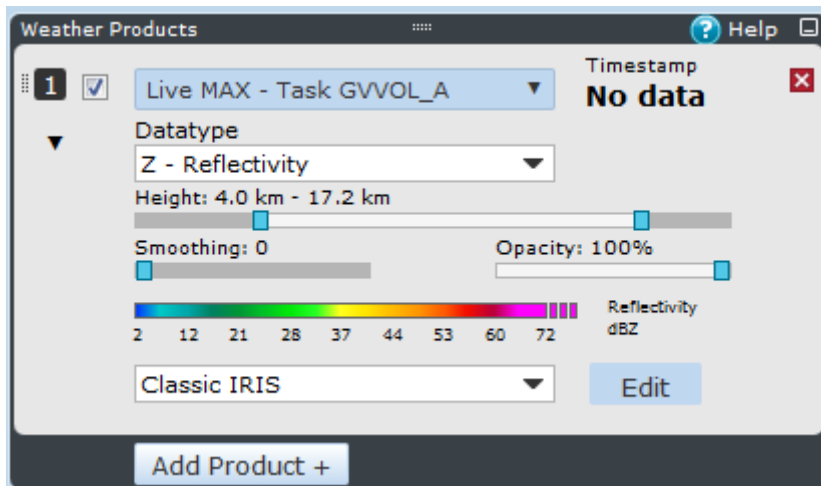 Weather Products
Help
1
Live MAX - Task GVVOL_A
Timestamp
No data
Datatype
Z - Reflectivity
Height: 4.0 km - 17.2 km
Smoothing: 0
Opacity: 100%
2 12 21 28 37 44 53 60 72
Reflectivity
dBZ
Classic IRIS
Edit
Add Product +